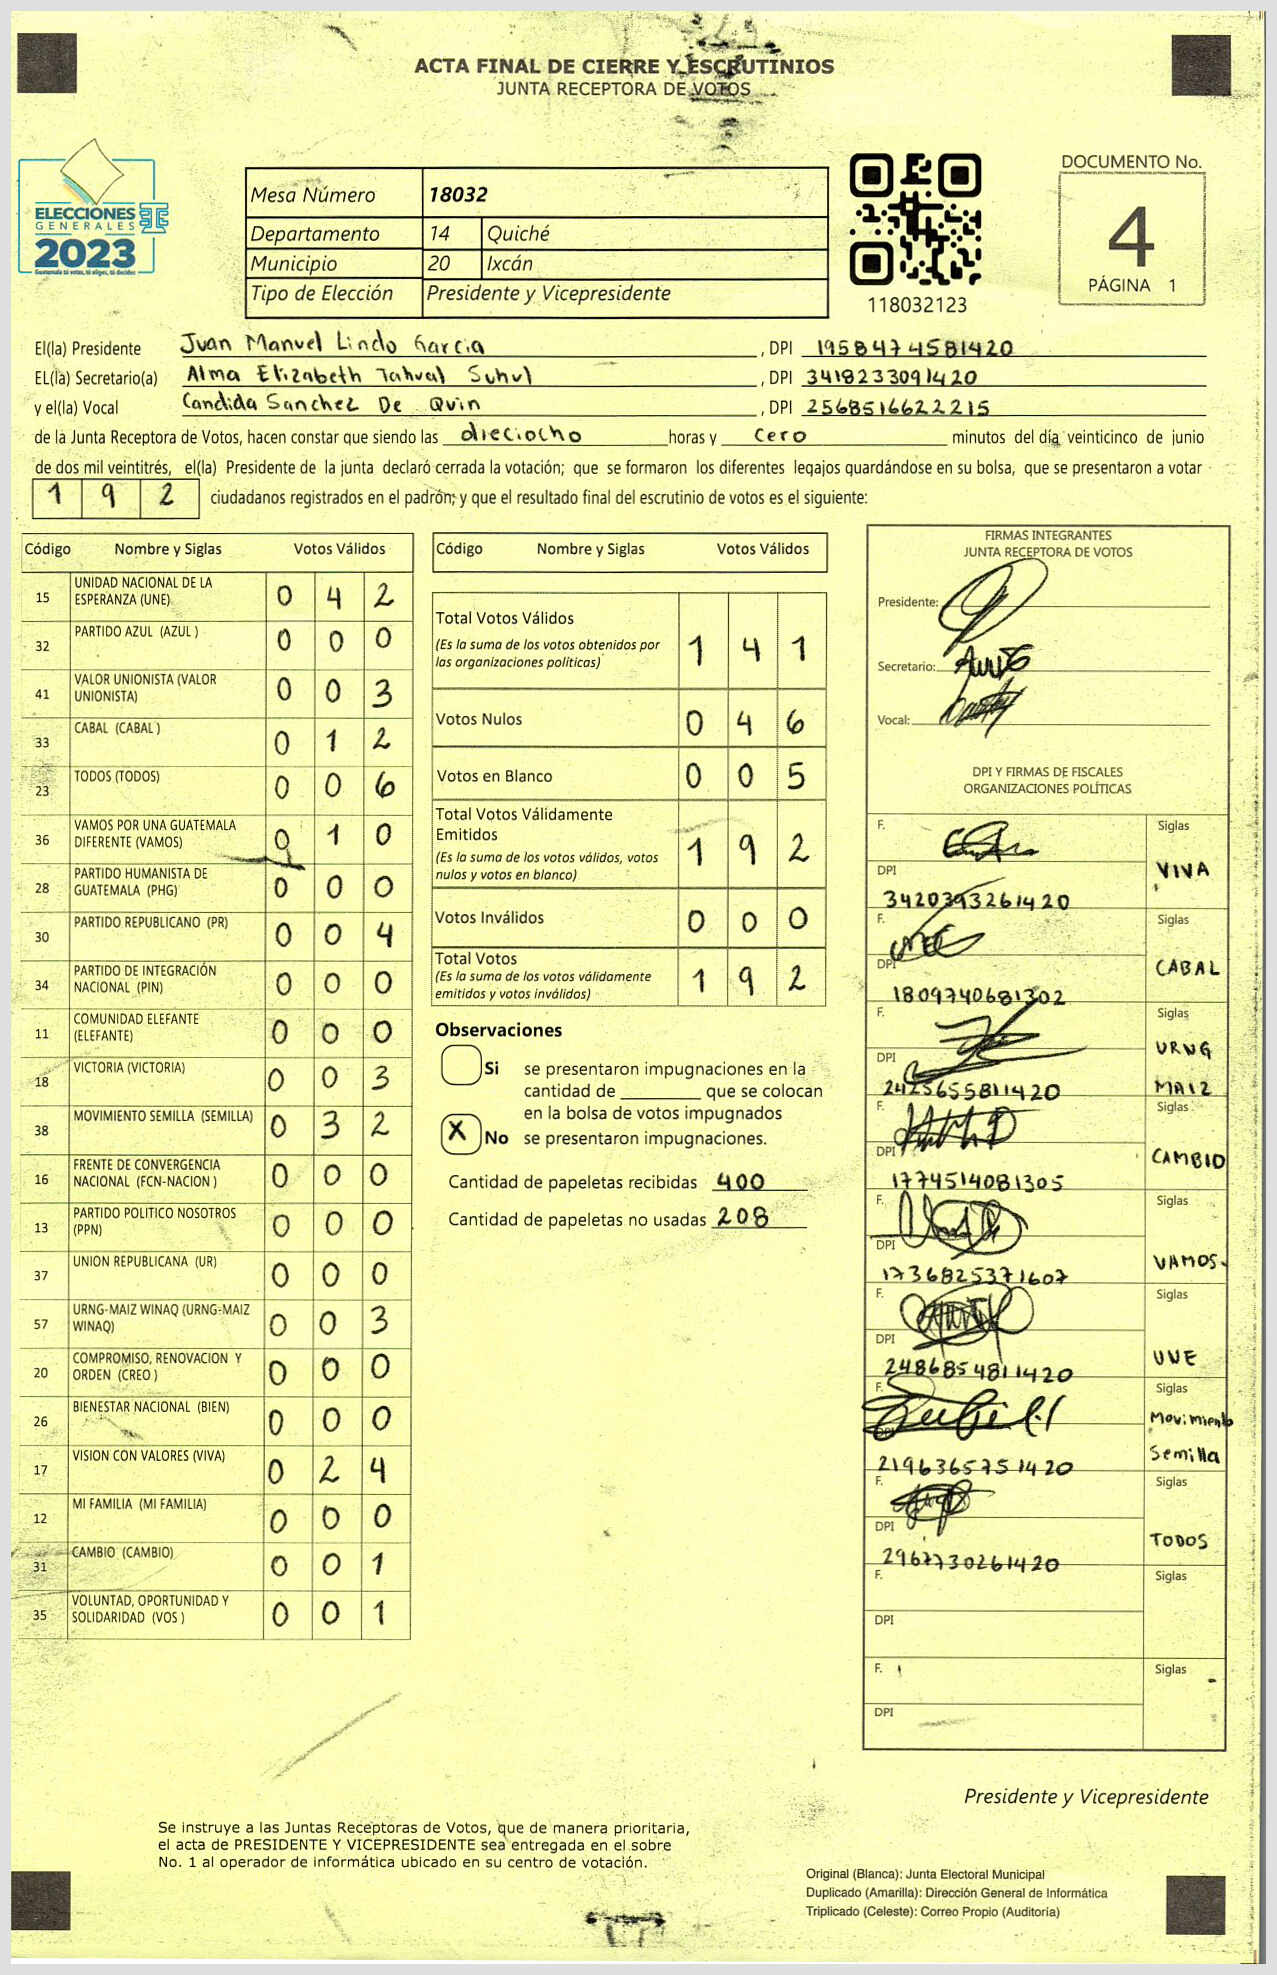 ACTA FINAL DE CIERRE Y ESCRUTINIOS
JUNTA RECEPTORA DE VOTOS
ELECCIONES
GENERALES
2023
Guatemala tú votas, tú eliges, tú decides
Mesa Número 18032
Departamento 14 Quiché
Municipio 20 Ixcán
Tipo de Elección Presidente y Vicepresidente
118032123
DOCUMENTO No.
4
PÁGINA 1
El(la) Presidente Juan Manuel Lindo Garcia, DPI 1958474581420
EL(la) Secretario(a) Alma Elizabeth Tahual Suhul, DPI 3418233091420
y el(la) Vocal Candida Sanchez De Quin, DPI 2568516622215
de la Junta Receptora de Votos, hacen constar que siendo las dieciocho horas y cero minutos del día veinticinco de junio
de dos mil veintitrés, el(la) Presidente de la junta declaró cerrada la votación; que se formaron los diferentes legajos guardándose en su bolsa, que se presentaron a votar
192 ciudadanos registrados en el padrón; y que el resultado final del escrutinio de votos es el siguiente:
Código Nombre y Siglas Votos Válidos
15 UNIDAD NACIONAL DE LA ESPERANZA (UNE) 0 4 2
32 PARTIDO AZUL (AZUL ) 0 0 0
41 VALOR UNIONISTA (VALOR UNIONISTA) 0 0 3
33 CABAL (CABAL ) 0 1 2
23 TODOS (TODOS) 0 0 6
36 VAMOS POR UNA GUATEMALA DIFERENTE (VAMOS) 0 1 0
28 PARTIDO HUMANISTA DE GUATEMALA (PHG) 0 0 0
30 PARTIDO REPUBLICANO (PR) 0 0 4
34 PARTIDO DE INTEGRACIÓN NACIONAL (PIN) 0 0 0
11 COMUNIDAD ELEFANTE (ELEFANTE) 0 0 0
18 VICTORIA (VICTORIA) 0 0 3
38 MOVIMIENTO SEMILLA (SEMILLA) 0 3 2
16 FRENTE DE CONVERGENCIA NACIONAL (FCN-NACION ) 0 0 0
13 PARTIDO POLITICO NOSOTROS (PPN) 0 0 0
37 UNION REPUBLICANA (UR) 0 0 0
57 URNG-MAIZ WINAQ (URNG-MAIZ WINAQ) 0 0 3
20 COMPROMISO, RENOVACION Y ORDEN (CREO ) 0 0 0
26 BIENESTAR NACIONAL (BIEN) 0 0 0
17 VISION CON VALORES (VIVA) 0 2 4
12 MI FAMILIA (MI FAMILIA) 0 0 0
31 CAMBIO (CAMBIO) 0 0 1
35 VOLUNTAD, OPORTUNIDAD Y SOLIDARIDAD (VOS ) 0 0 1
Código Nombre y Siglas Votos Válidos
Total Votos Válidos
(Es la suma de los votos obtenidos por las organizaciones políticas) 1 4 1
Votos Nulos 0 4 6
Votos en Blanco 0 0 5
Total Votos Válidamente Emitidos
(Es la suma de los votos válidos, votos nulos y votos en blanco) 1 9 2
Votos Inválidos 0 0 0
Total Votos
(Es la suma de los votos válidamente emitidos y votos inválidos) 1 9 2
Observaciones
Si se presentaron impugnaciones en la
cantidad de ________ que se colocan
en la bolsa de votos impugnados
X No se presentaron impugnaciones.
Cantidad de papeletas recibidas 400
Cantidad de papeletas no usadas 208
FIRMAS INTEGRANTES
JUNTA RECEPTORA DE VOTOS
Presidente:
Secretario:
Vocal:
DPI Y FIRMAS DE FISCALES
ORGANIZACIONES POLÍTICAS
F. Siglas
DPI VIVA
3420393261420
F. Siglas
DPI CABAL
1809740681302
F. Siglas
DPI URNG
2425655811420 MAIZ
F. Siglas
DPI CAMBIO
1774514081305
F. Siglas
DPI VAMOS
1736825371607
F. Siglas
DPI UNE
2486854811420
F. Siglas
DPI Movimiento
2196365751420 Semilla
F. Siglas
DPI TODOS
2967730261420
F. Siglas
DPI
F. Siglas
DPI
Presidente y Vicepresidente
Se instruye a las Juntas Receptoras de Votos, que de manera prioritaria,
el acta de PRESIDENTE Y VICEPRESIDENTE sea entregada en el sobre
No. 1 al operador de informática ubicado en su centro de votación.
Original (Blanca): Junta Electoral Municipal
Duplicado (Amarilla): Dirección General de Informática
Triplicado (Celeste): Correo Propio (Auditoría)